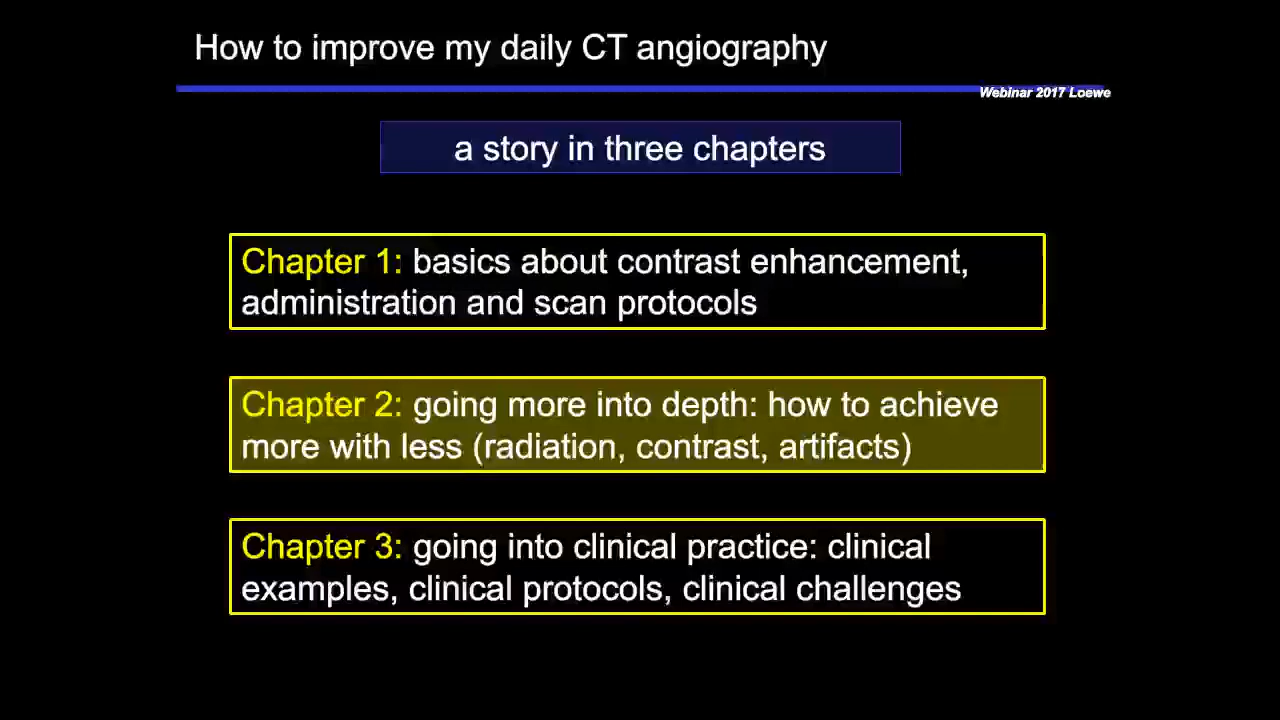 How to improve my daily CT angiography
Webinar 2017 Loewe
a story in three chapters
Chapter 1: basics about contrast enhancement,
administration and scan protocols
Chapter 2: going more into depth: how to achieve
more with less (radiation, contrast, artifacts)
Chapter 3: going into clinical practice: clinical
examples, clinical protocols, clinical challenges